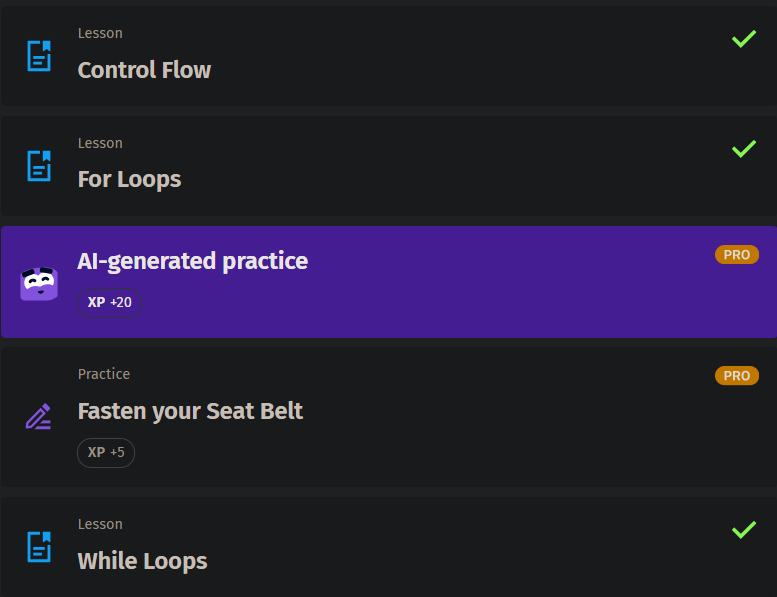 Lesson
Control Flow
Lesson
For Loops
AI-generated practice
PRO
XP +20
Practice
PRO
Fasten your Seat Belt
XP +5
Lesson
While Loops